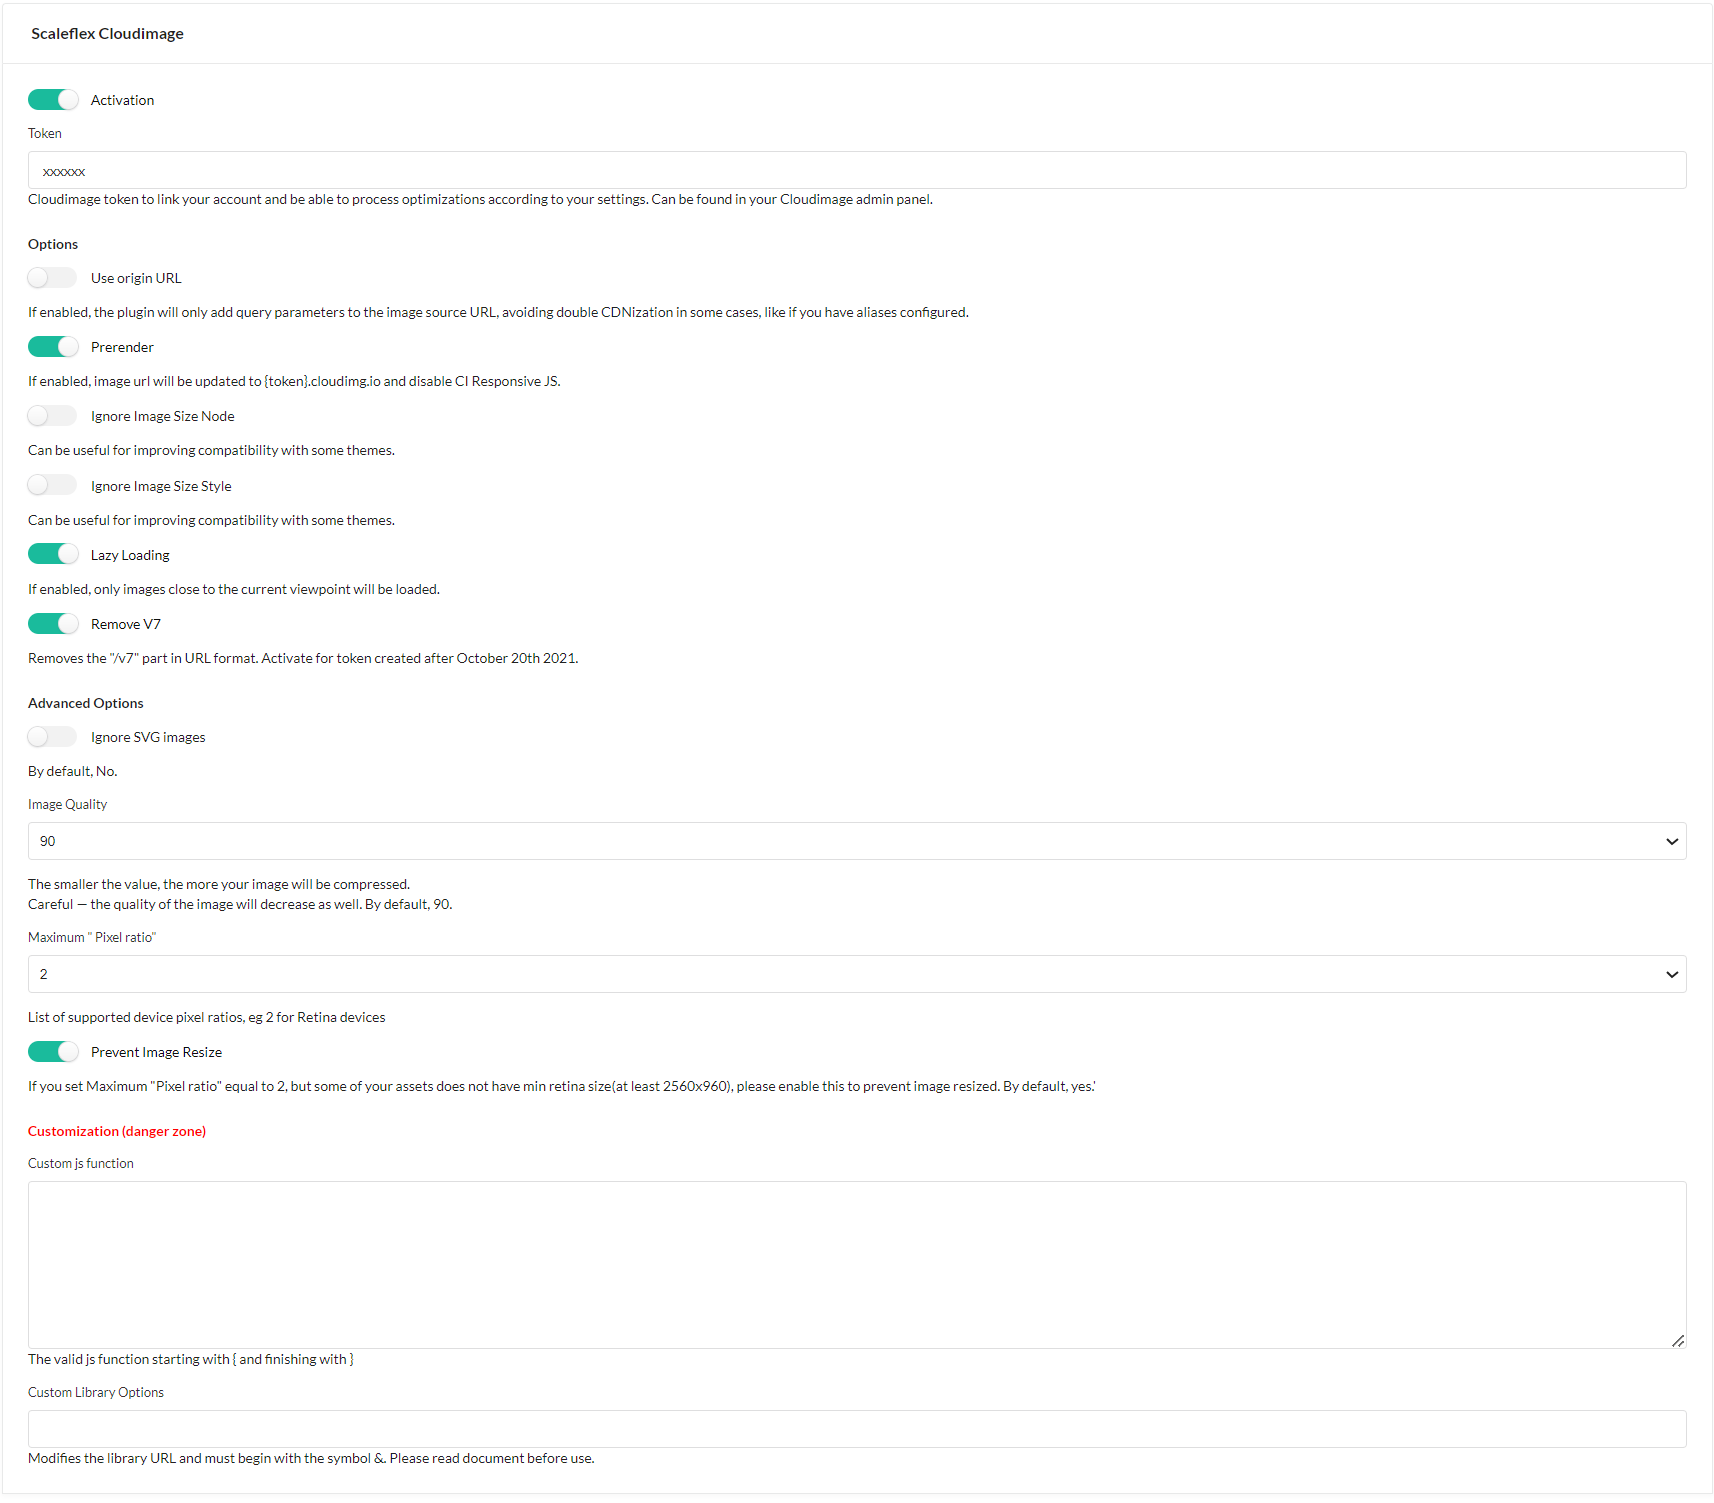 Scaleflex Cloudimage
Activation
Token
xxxxxx
Cloudimage token to link your account and be able to process optimizations according to your settings. Can be found in your Cloudimage admin panel.
Options
Use origin URL
If enabled, the plugin will only add query parameters to the image source URL, avoiding double CDNization in some cases, like if you have aliases configured.
Prerender
If enabled, image url will be updated to {token}.cloudimg.io and disable CI Responsive JS.
Ignore Image Size Node
Can be useful for improving compatibility with some themes.
Ignore Image Size Style
Can be useful for improving compatibility with some themes.
Lazy Loading
If enabled, only images close to the current viewpoint will be loaded.
Remove V7
Removes the "/v7" part in URL format. Activate for token created after October 20th 2021.
Advanced Options
Ignore SVG images
By default, No.
Image Quality
90
The smaller the value, the more your image will be compressed.
Careful — the quality of the image will decrease as well. By default, 90.
Maximum " Pixel ratio"
2
List of supported device pixel ratios, eg 2 for Retina devices
Prevent Image Resize
If you set Maximum "Pixel ratio" equal to 2, but some of your assets does not have min retina size(at least 2560x960), please enable this to prevent image resized. By default, yes.'
Customization (danger zone)
Custom js function
The valid js function starting with { and finishing with }
Custom Library Options
Modifies the library URL and must begin with the symbol &. Please read document before use.